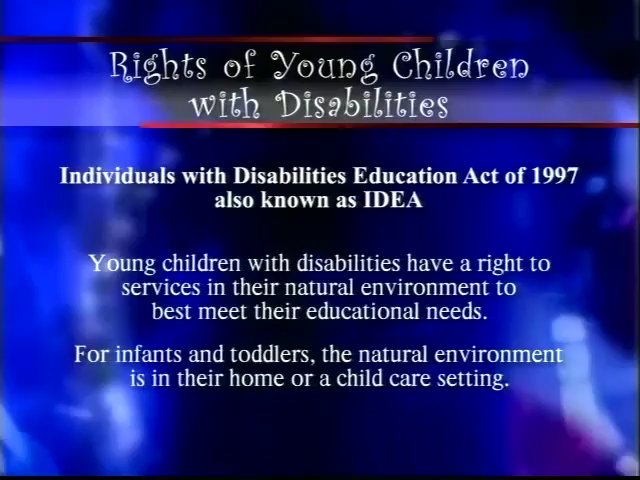 Rights of Young Children
with Disabilities
Individuals with Disabilities Education Act of 1997
also known as IDEA
Young children with disabilities have a right to
services in their natural environment to
best meet their educational needs.
For infants and toddlers, the natural environment
is in their home or a child care setting.